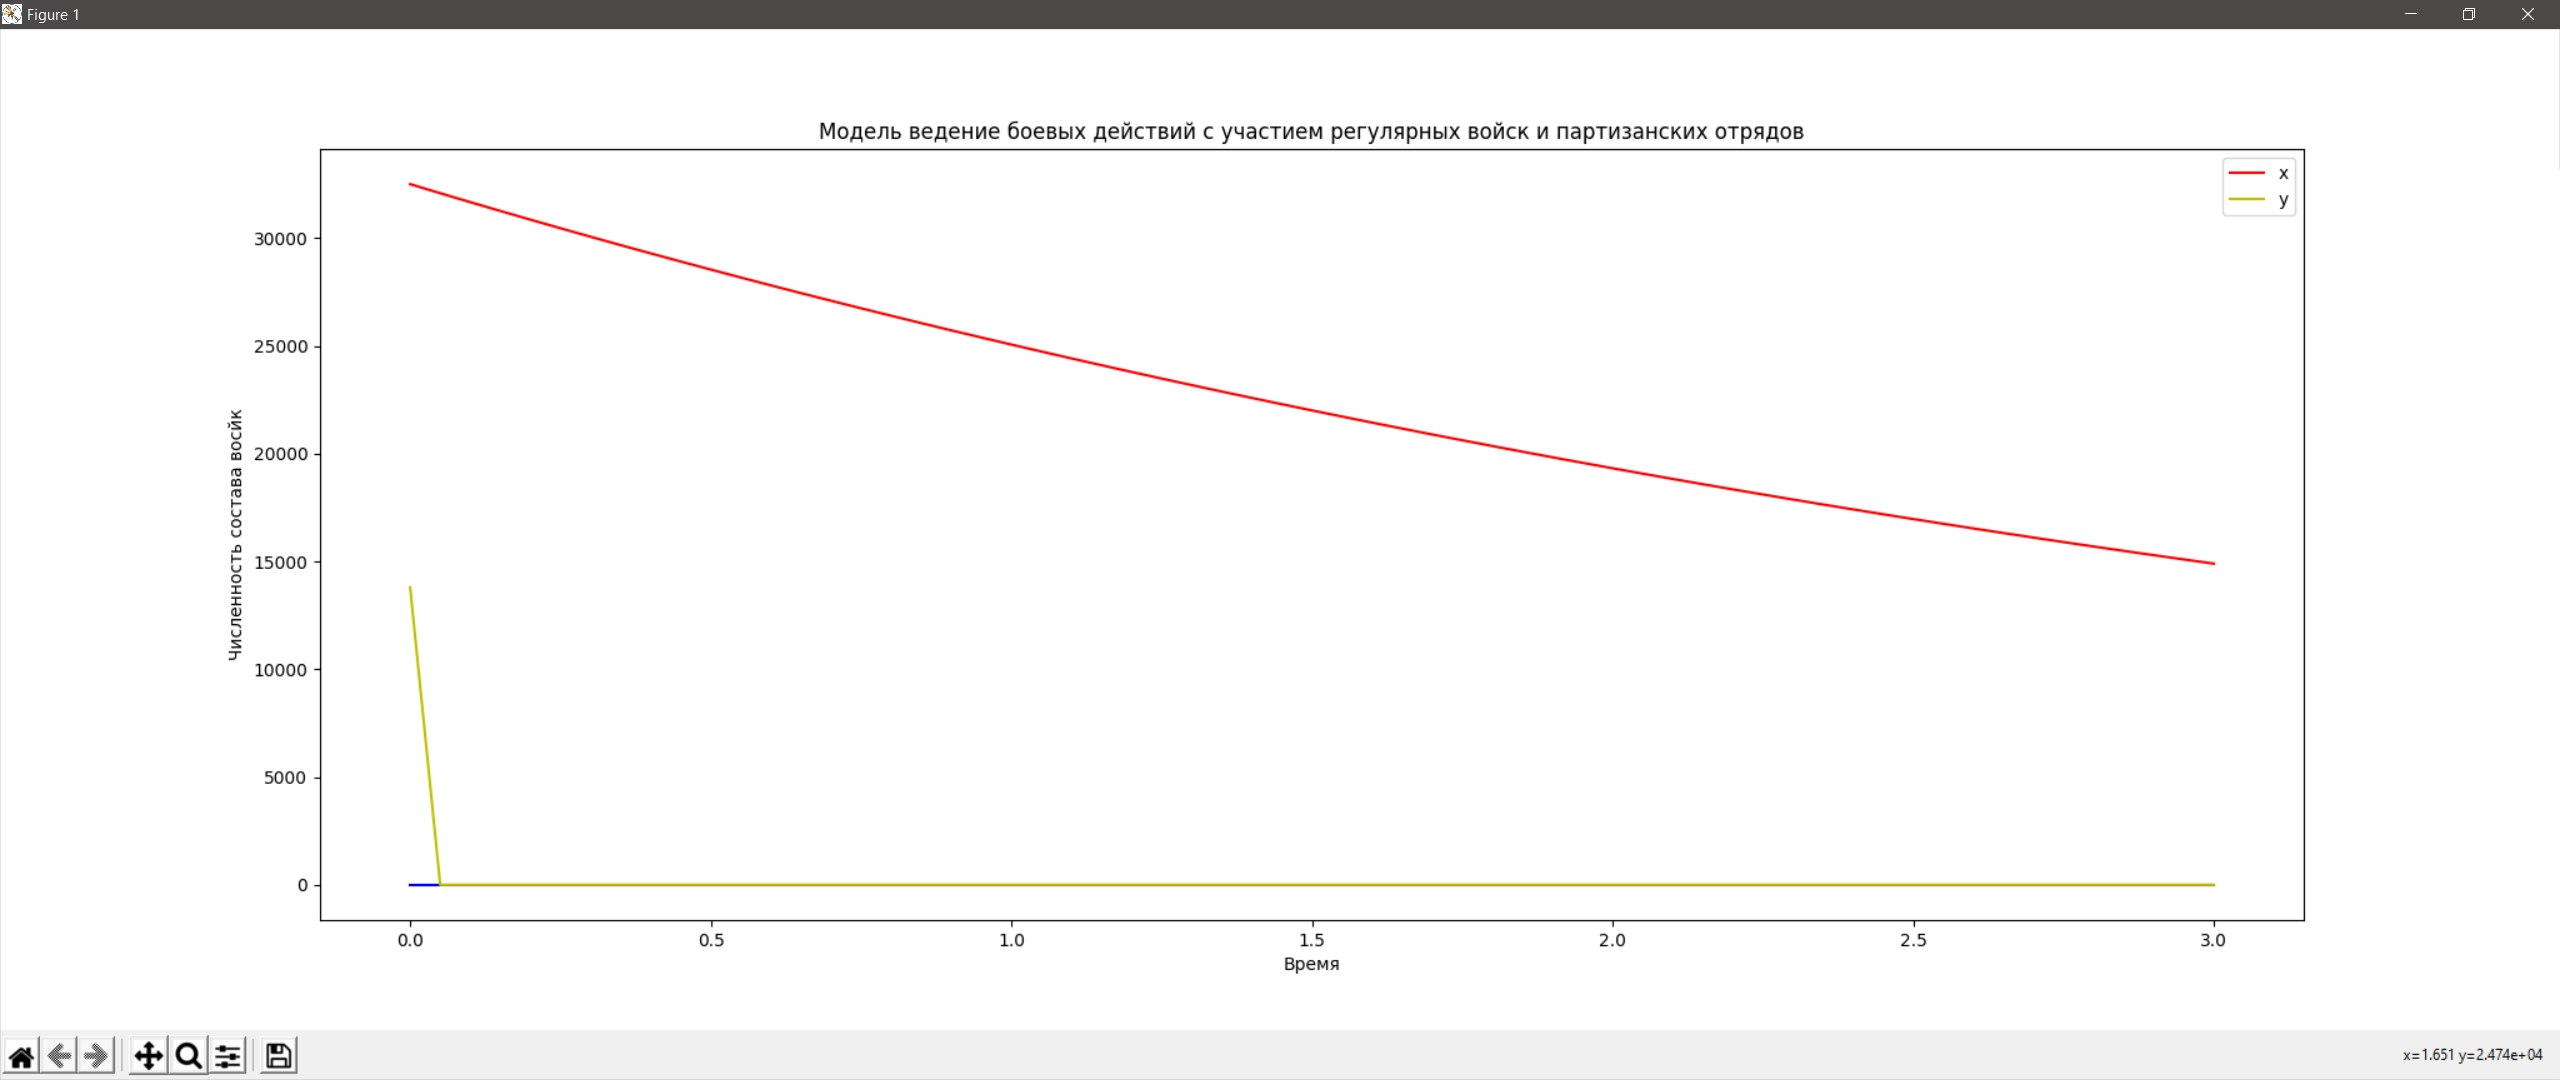 Figure 1
Модель ведение боевых действий с участием регулярных войск и партизанских отрядов
x
y
30000
25000
20000
15000
10000
5000
0
Численность состава восйк
0.0 0.5 1.0 1.5 2.0 2.5 3.0
Время
x=1.651 y=2.474e+04